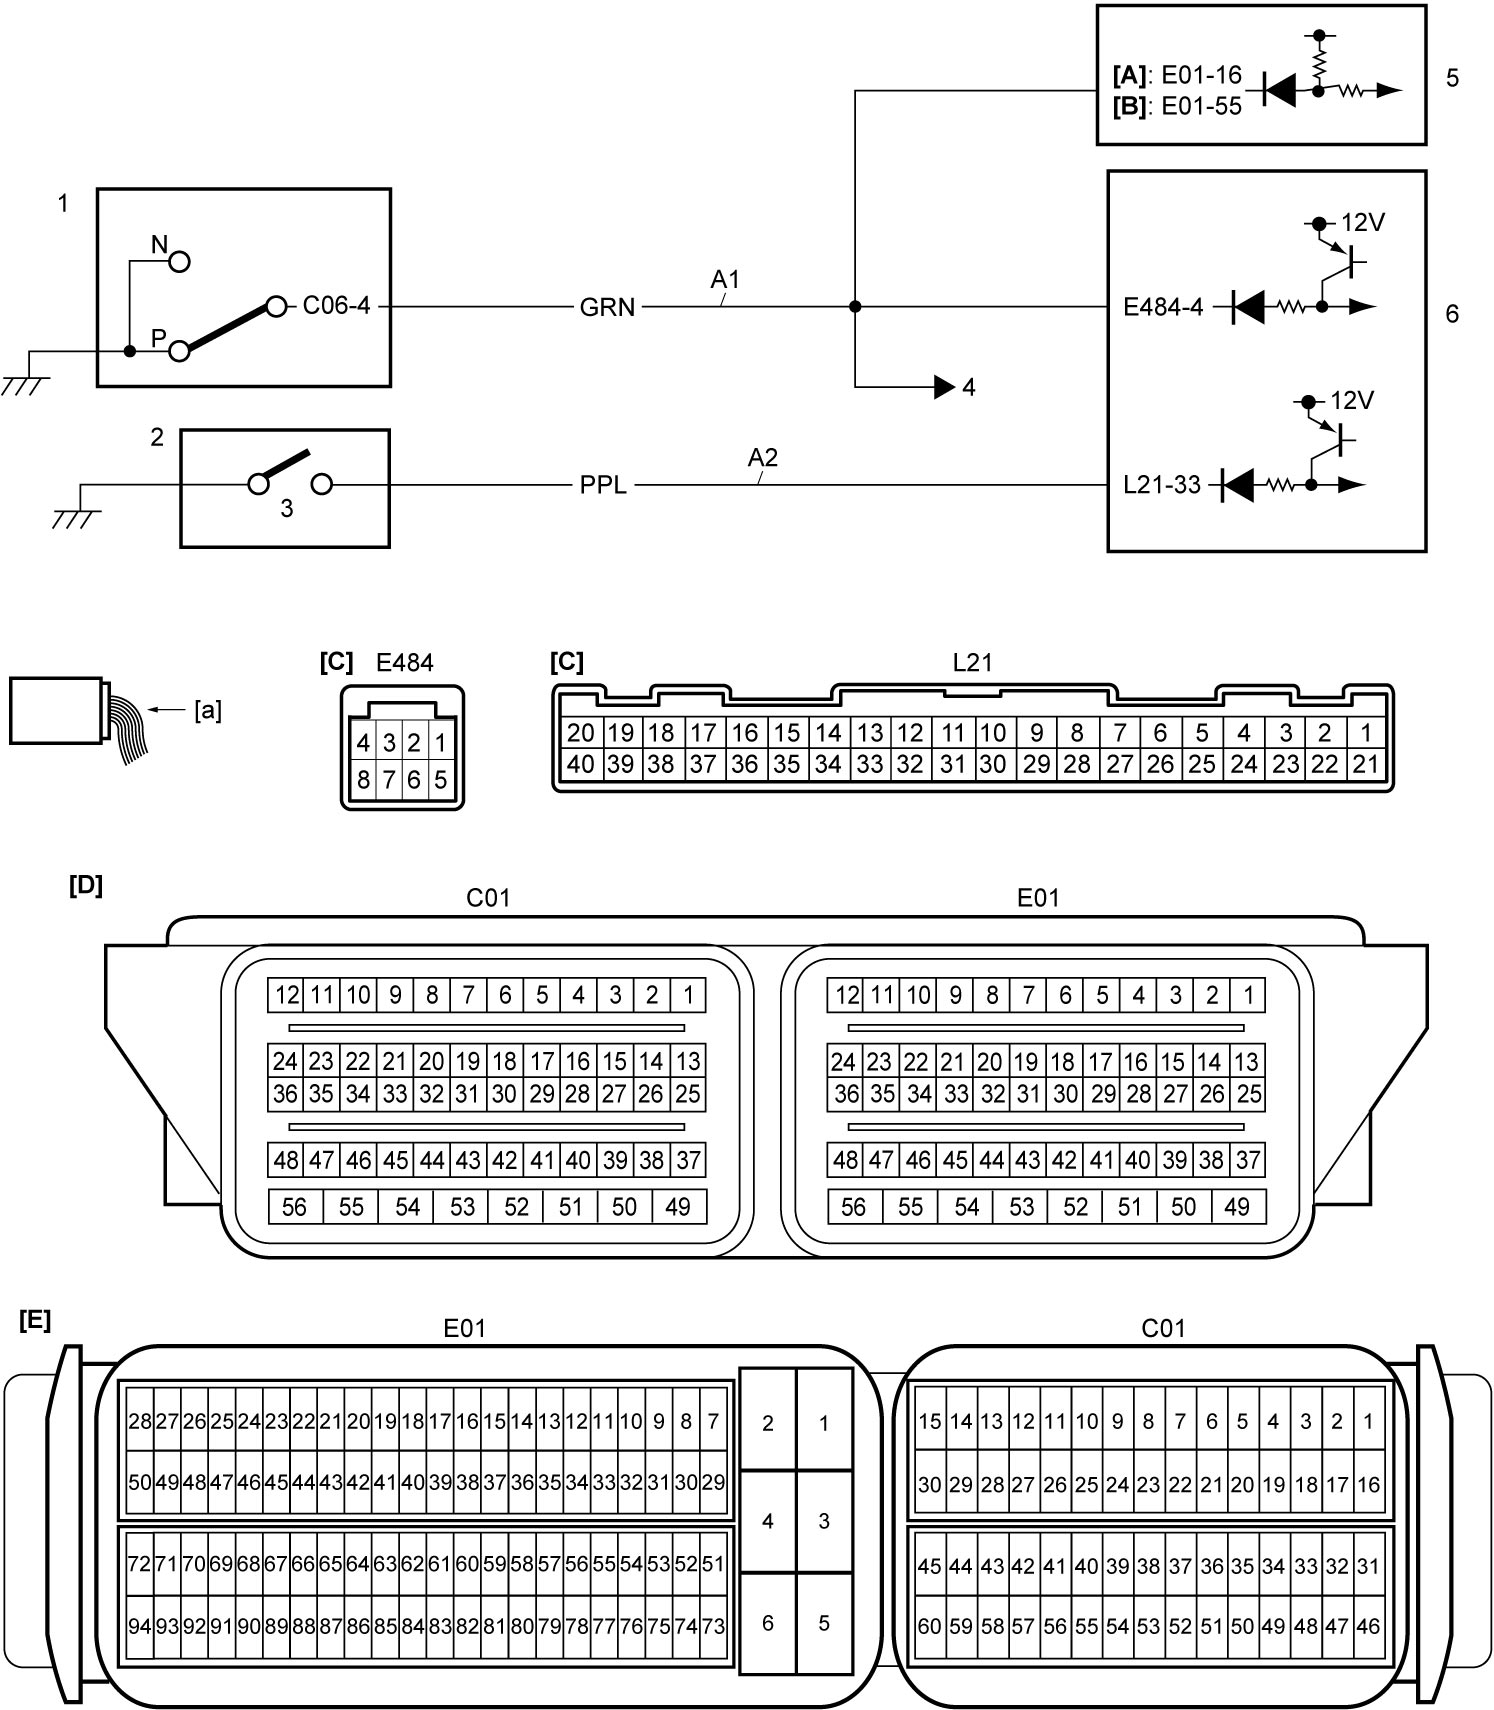 [A]: E01-16
[B]: E01-55
5
1
N
P
C06-4
GRN
A1
12V
E484-4
6
4
12V
2
3
PPL
A2
L21-33
[a]
[C] E484
4 3 2 1
8 7 6 5
[C] L21
20 19 18 17 16 15 14 13 12 11 10 9 8 7 6 5 4 3 2 1
40 39 38 37 36 35 34 33 32 31 30 29 28 27 26 25 24 23 22 21
[D]
C01
12 11 10 9 8 7 6 5 4 3 2 1
24 23 22 21 20 19 18 17 16 15 14 13
36 35 34 33 32 31 30 29 28 27 26 25
48 47 46 45 44 43 42 41 40 39 38 37
56 55 54 53 52 51 50 49
E01
12 11 10 9 8 7 6 5 4 3 2 1
24 23 22 21 20 19 18 17 16 15 14 13
36 35 34 33 32 31 30 29 28 27 26 25
48 47 46 45 44 43 42 41 40 39 38 37
56 55 54 53 52 51 50 49
[E]
E01
28 27 26 25 24 23 22 21 20 19 18 17 16 15 14 13 12 11 10 9 8 7
50 49 48 47 46 45 44 43 42 41 40 39 38 37 36 35 34 33 32 31 30 29
72 71 70 69 68 67 66 65 64 63 62 61 60 59 58 57 56 55 54 53 52 51
94 93 92 91 90 89 88 87 86 85 84 83 82 81 80 79 78 77 76 75 74 73
2 1
4 3
6 5
C01
15 14 13 12 11 10 9 8 7 6 5 4 3 2 1
30 29 28 27 26 25 24 23 22 21 20 19 18 17 16
45 44 43 42 41 40 39 38 37 36 35 34 33 32 31
60 59 58 57 56 55 54 53 52 51 50 49 48 47 46